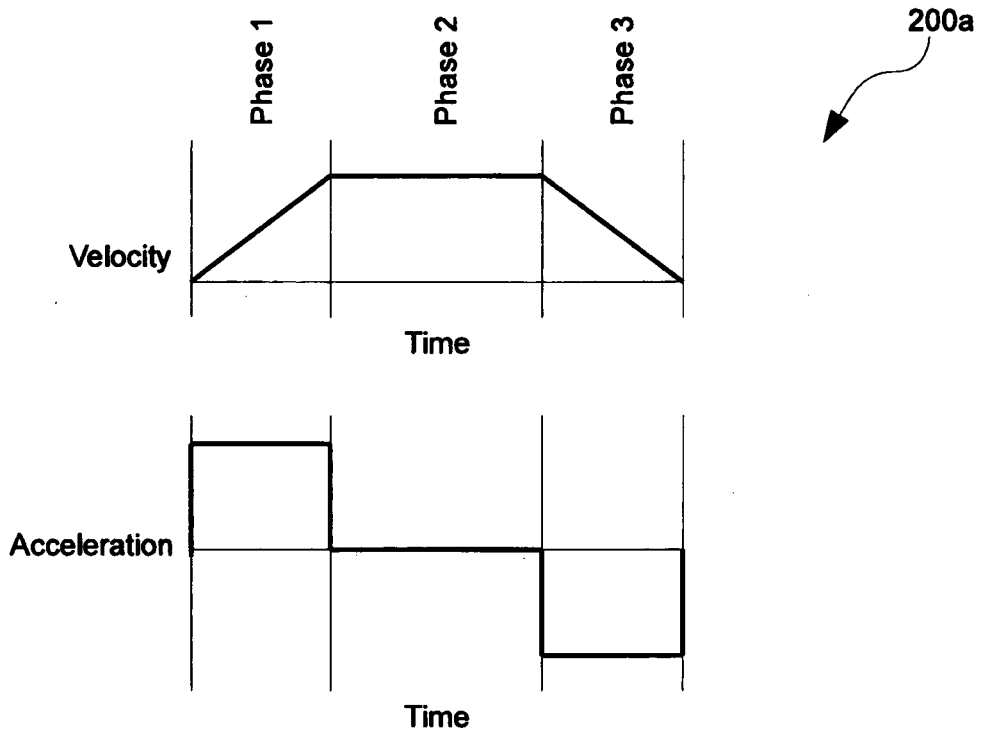 200a
Phase 1
Phase 2
Phase 3
Velocity
Time
Acceleration
Time